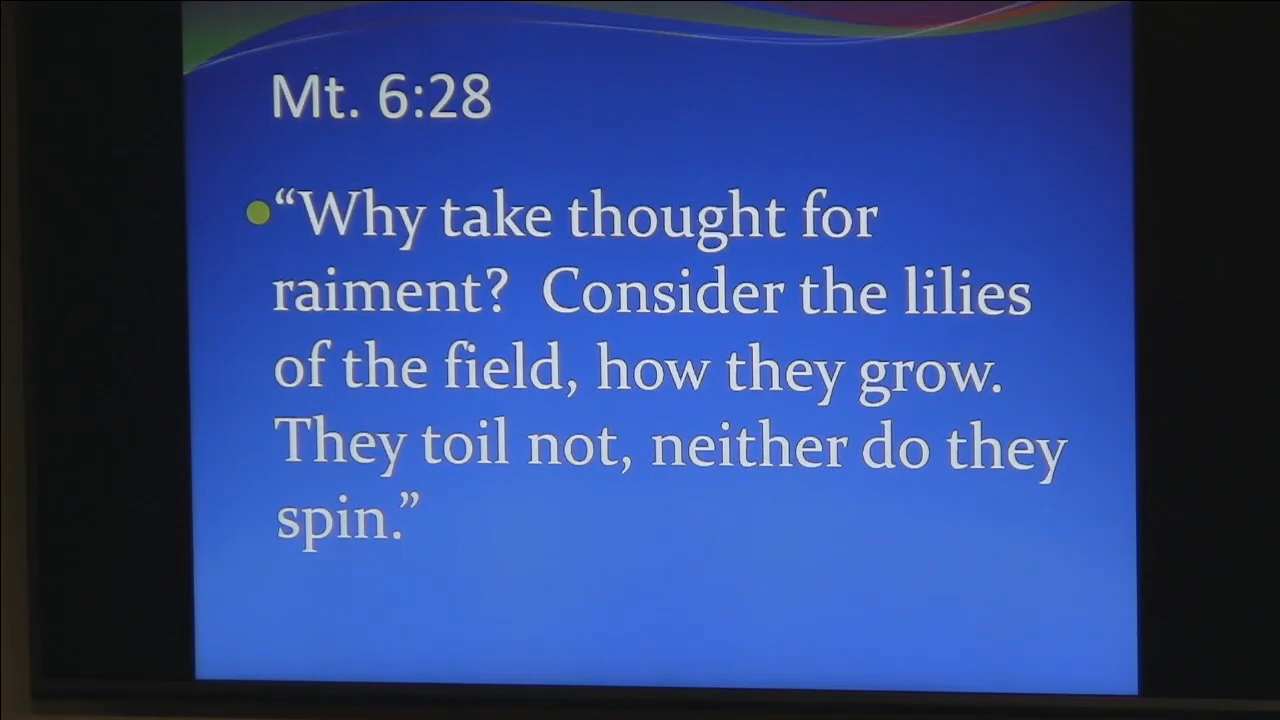 Mt. 6:28
“Why take thought for
raiment?  Consider the lilies
of the field, how they grow.
They toil not, neither do they
spin.”